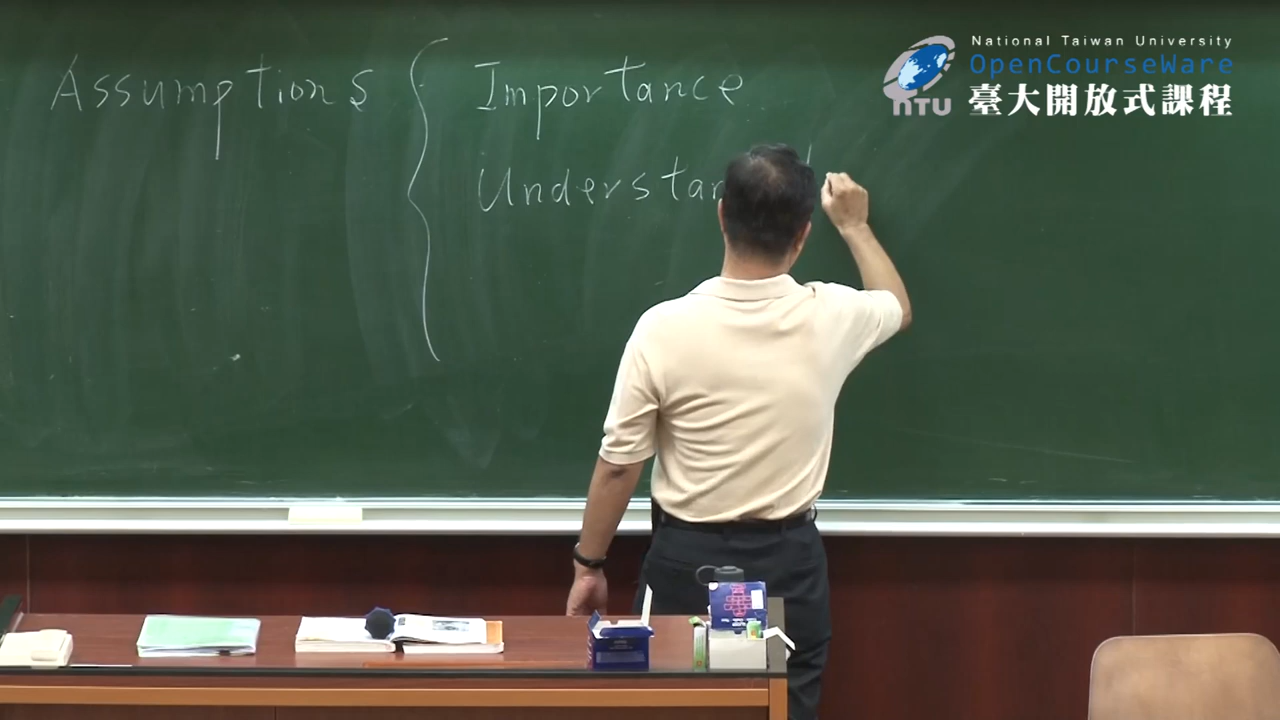 National Taiwan University
OpenCourseWare
NTU 臺大開放式課程
Assumptions { Importance
Understan